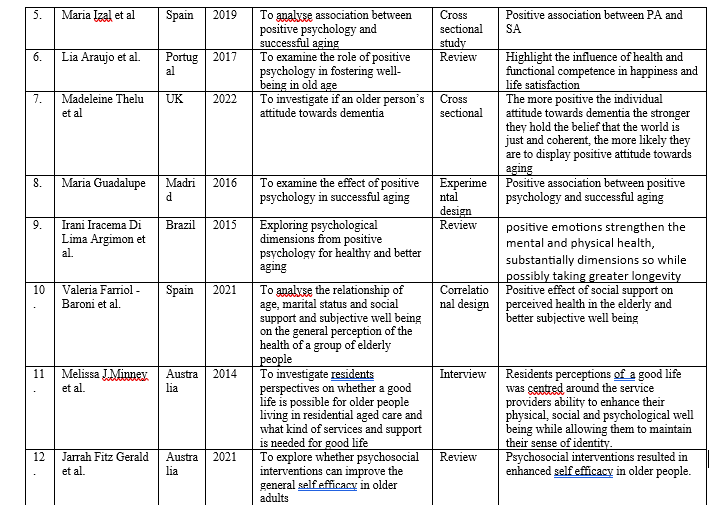 5. Maria Izal et al Spain 2019 To analyse association between positive psychology and successful aging Cross sectional study Positive association between PA and SA
6. Lia Araujo et al. Portugal 2017 To examine the role of positive psychology in fostering well-being in old age Review Highlight the influence of health and functional competence in happiness and life satisfaction
7. Madeleine Thelu et al UK 2022 To investigate if an older person's attitude towards dementia Cross sectional The more positive the individual attitude towards dementia the stronger they hold the belief that the world is just and coherent, the more likely they are to display positive attitude towards aging
8. Maria Guadalupe Madrid 2016 To examine the effect of positive psychology in successful aging Experimental design Positive association between positive psychology and successful aging
9. Irani Iracema Di Lima Argimon et al. Brazil 2015 Exploring psychological dimensions from positive psychology for healthy and better aging Review positive emotions strengthen the mental and physical health, substantially dimensions so while possibly taking greater longevity
10. Valeria Farriol - Baroni et al. Spain 2021 To analyse the relationship of age, marital status and social support and subjective well being on the general perception of the health of a group of elderly people Correlational design Positive effect of social support on perceived health in the elderly and better subjective well being
11. Melissa J.Minney et al. Australia 2014 To investigate residents perspectives on whether a good life is possible for older people living in residential aged care and what kind of services and support is needed for good life Interview Residents perceptions of a good life was centred around the service providers ability to enhance their physical, social and psychological well being while allowing them to maintain their sense of identity.
12. Jarrah Fitz Gerald et al. Australia 2021 To explore whether psychosocial interventions can improve the general self efficacy in older adults Review Psychosocial interventions resulted in enhanced self efficacy in older people.